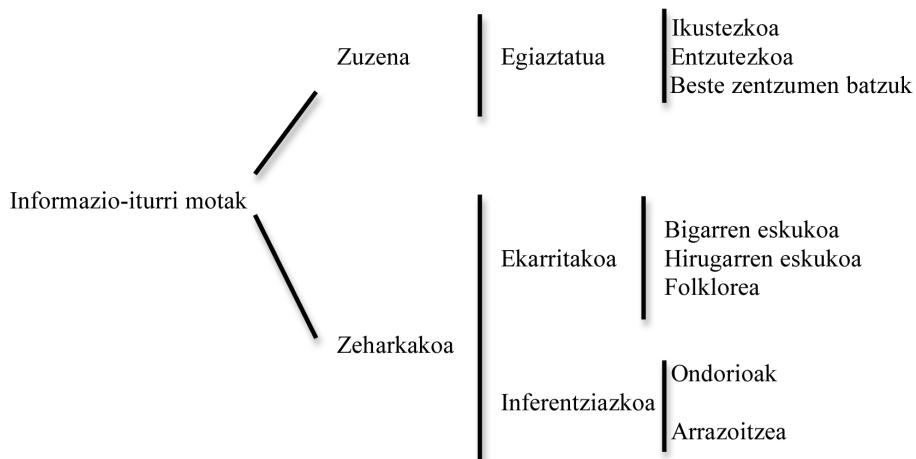 Informazio-iturri motak
Zuzena
Egiaztatua
Ikustezkoa
Entzutezkoa
Beste zentzumen batzuk
Zeharkakoa
Ekarritakoa
Bigarren eskukoa
Hirugarren eskukoa
Folklorea
Inferentziazkoa
Ondorioak
Arrazoitzea